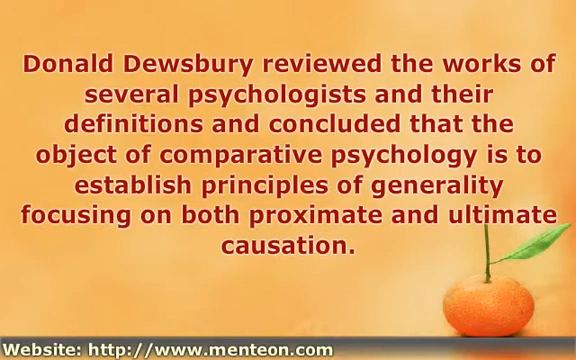 Donald Dewsbury reviewed the works of
several psychologists and their
definitions and concluded that the
object of comparative psychology is to
establish principles of generality
focusing on both proximate and ultimate
causation.
Website: http://www.menteon.com